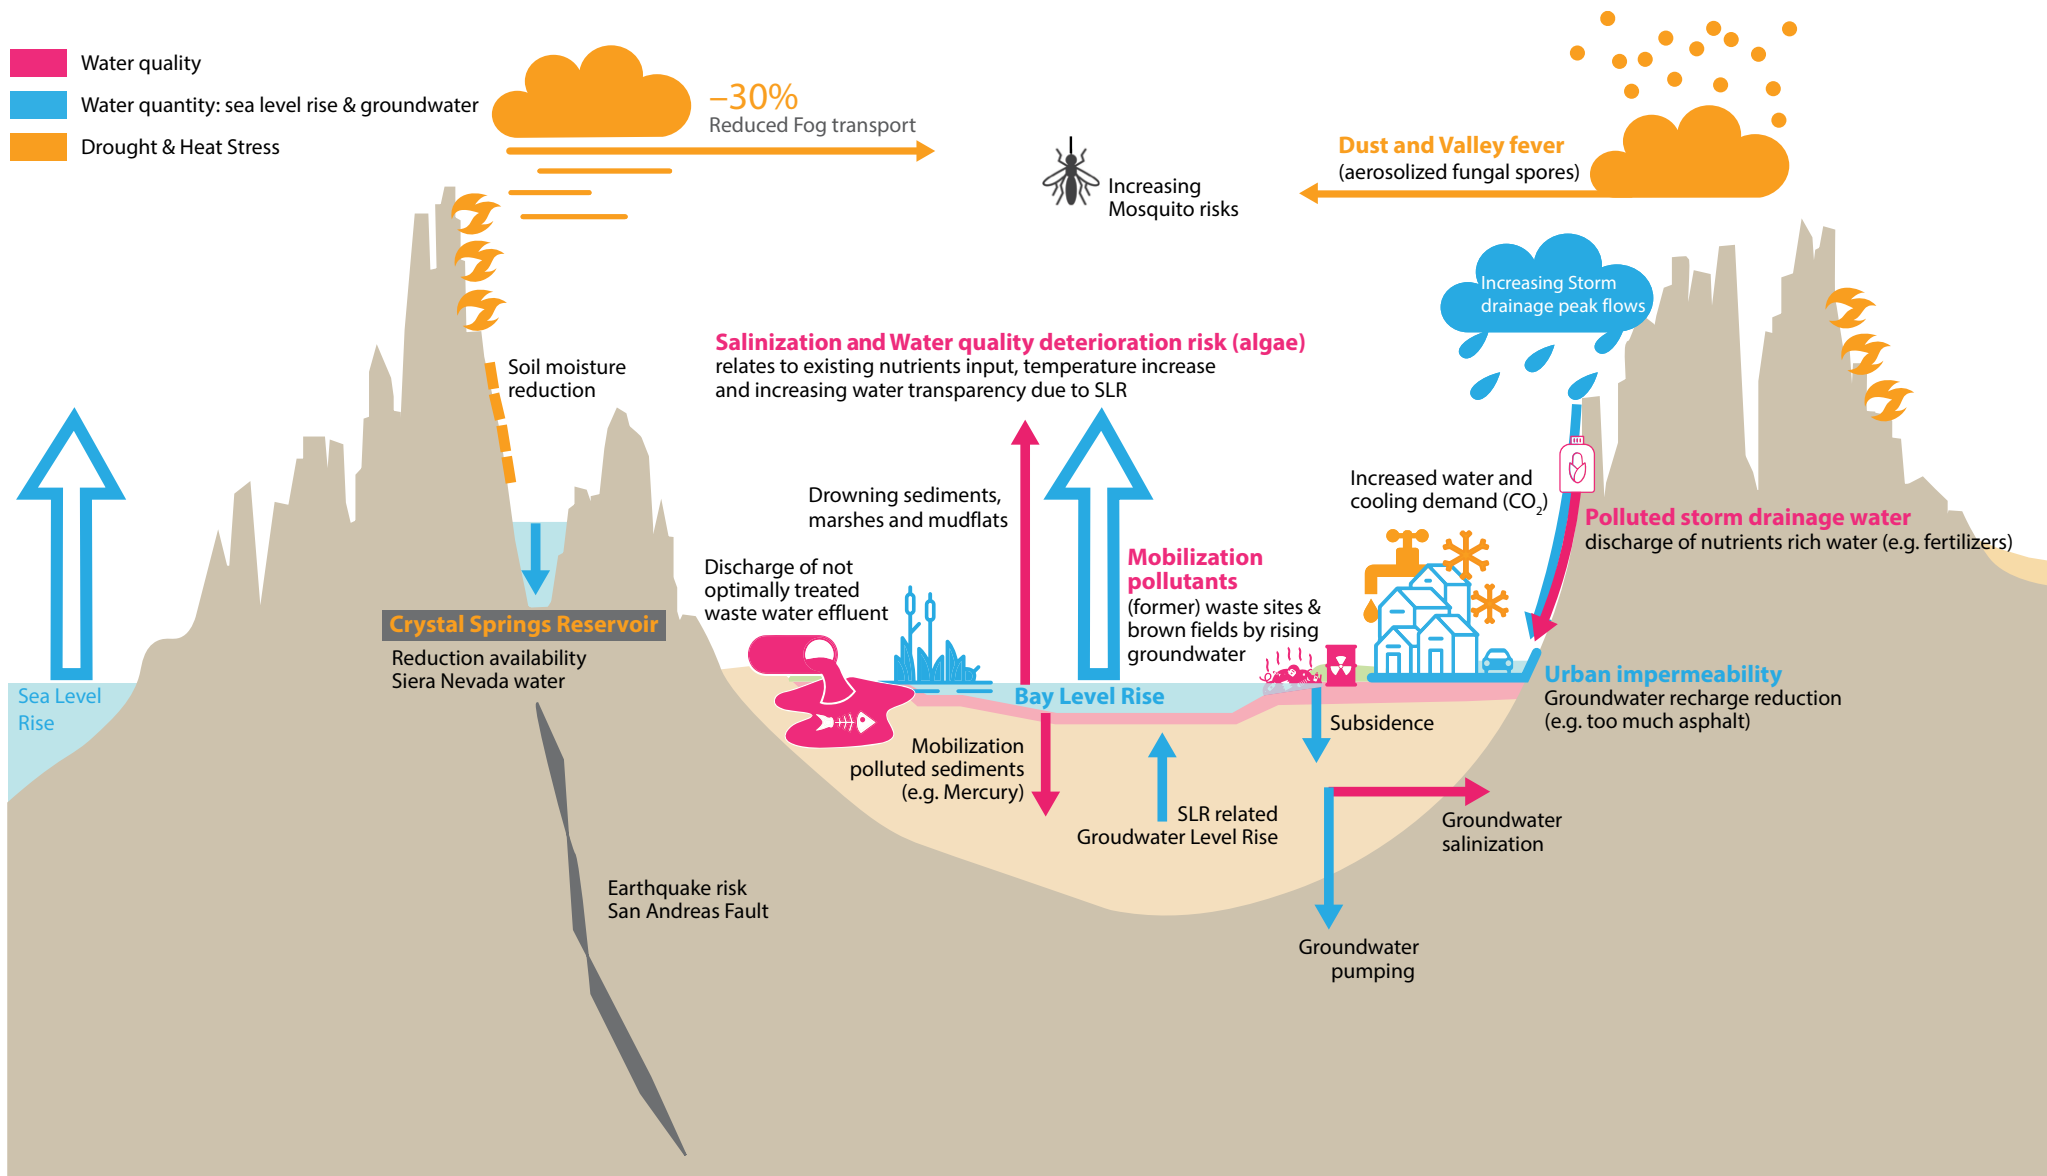 Water quality
Water quantity: sea level rise & groundwater
Drought & Heat Stress
–30%
Reduced Fog transport
Increasing
Mosquito risks
Dust and Valley fever
(aerosolized fungal spores)
Increasing Storm
drainage peak flows
Soil moisture
reduction
Salinization and Water quality deterioration risk (algae)
relates to existing nutrients input, temperature increase
and increasing water transparency due to SLR
Drowning sediments,
marshes and mudflats
Increased water and
cooling demand (CO₂)
Polluted storm drainage water
discharge of nutrients rich water (e.g. fertilizers)
Discharge of not
optimally treated
waste water effluent
Mobilization
pollutants
(former) waste sites &
brown fields by rising
groundwater
Crystal Springs Reservoir
Reduction availability
Siera Nevada water
Sea Level
Rise
Bay Level Rise
Urban impermeability
Groundwater recharge reduction
(e.g. too much asphalt)
Subsidence
Mobilization
polluted sediments
(e.g. Mercury)
SLR related
Groudwater Level Rise
Groundwater
salinization
Earthquake risk
San Andreas Fault
Groundwater
pumping